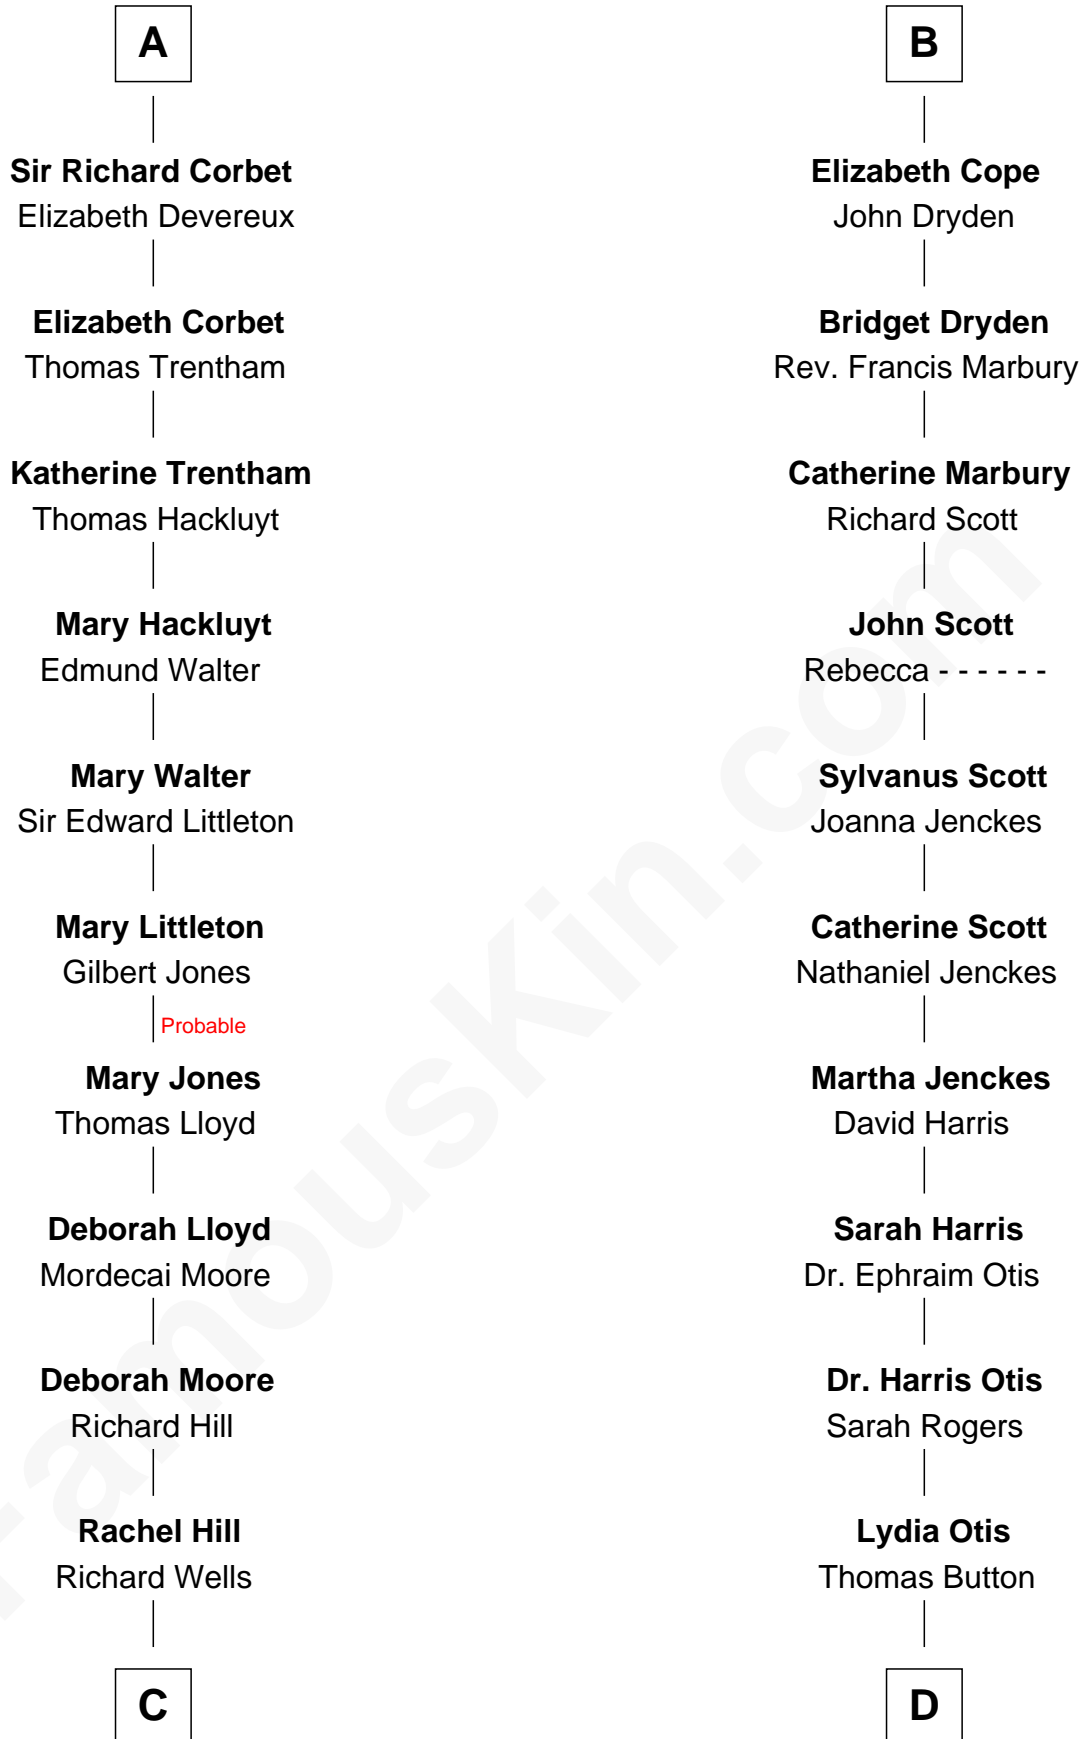 A
Sir Richard Corbet
Elizabeth Devereux
Elizabeth Corbet
Thomas Trentham
Katherine Trentham
Thomas Hackluyt
Mary Hackluyt
Edmund Walter
Mary Walter
Sir Edward Littleton
Mary Littleton
Gilbert Jones
Probable
Mary Jones
Thomas Lloyd
Deborah Lloyd
Mordecai Moore
Deborah Moore
Richard Hill
Rachel Hill
Richard Wells
C
B
Elizabeth Cope
John Dryden
Bridget Dryden
Rev. Francis Marbury
Catherine Marbury
Richard Scott
John Scott
Rebecca - - - - - -
Sylvanus Scott
Joanna Jenckes
Catherine Scott
Nathaniel Jenckes
Martha Jenckes
David Harris
Sarah Harris
Dr. Ephraim Otis
Dr. Harris Otis
Sarah Rogers
Lydia Otis
Thomas Button
D
FamousKin.com